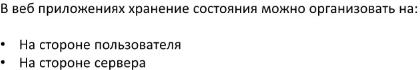 В веб приложениях хранение состояния можно организовать на:
• На стороне пользователя
• На стороне сервера